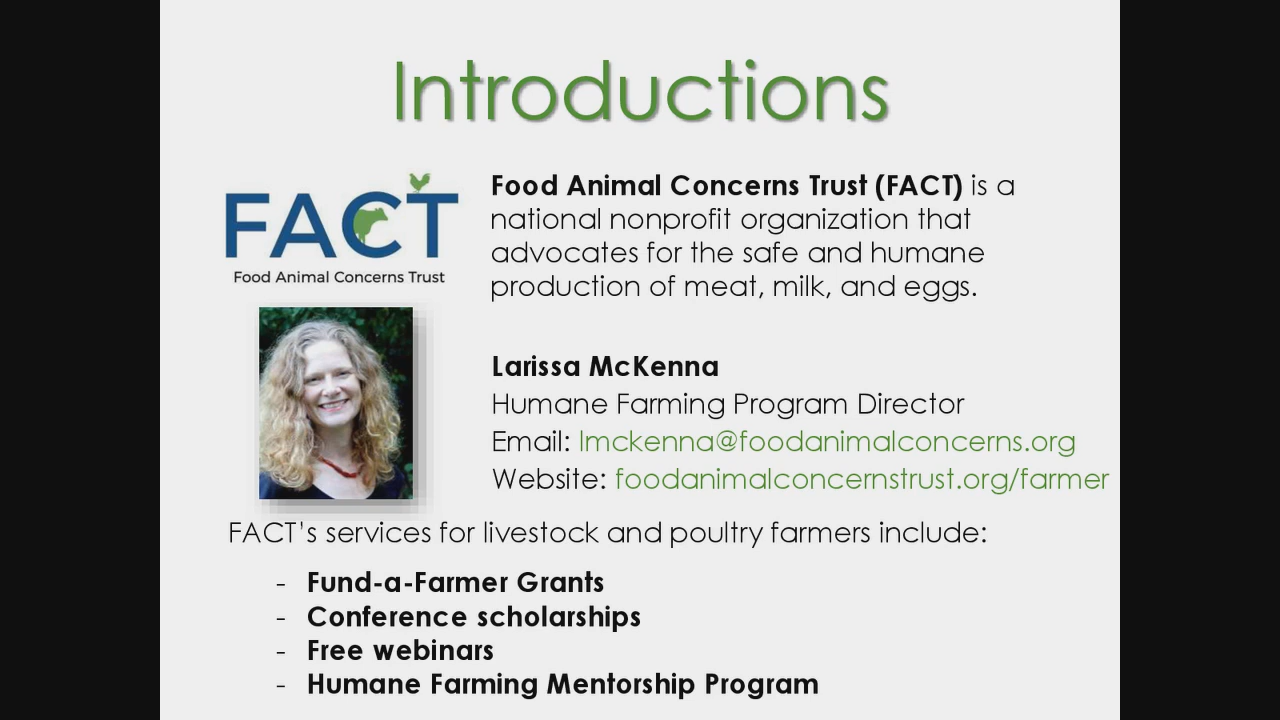 Introductions
FACT
Food Animal Concerns Trust
Food Animal Concerns Trust (FACT) is a
national nonprofit organization that
advocates for the safe and humane
production of meat, milk, and eggs.
Larissa McKenna
Humane Farming Program Director
Email: lmckenna@foodanimalconcerns.org
Website: foodanimalconcernstrust.org/farmer
FACT's services for livestock and poultry farmers include:
- Fund-a-Farmer Grants
- Conference scholarships
- Free webinars
- Humane Farming Mentorship Program